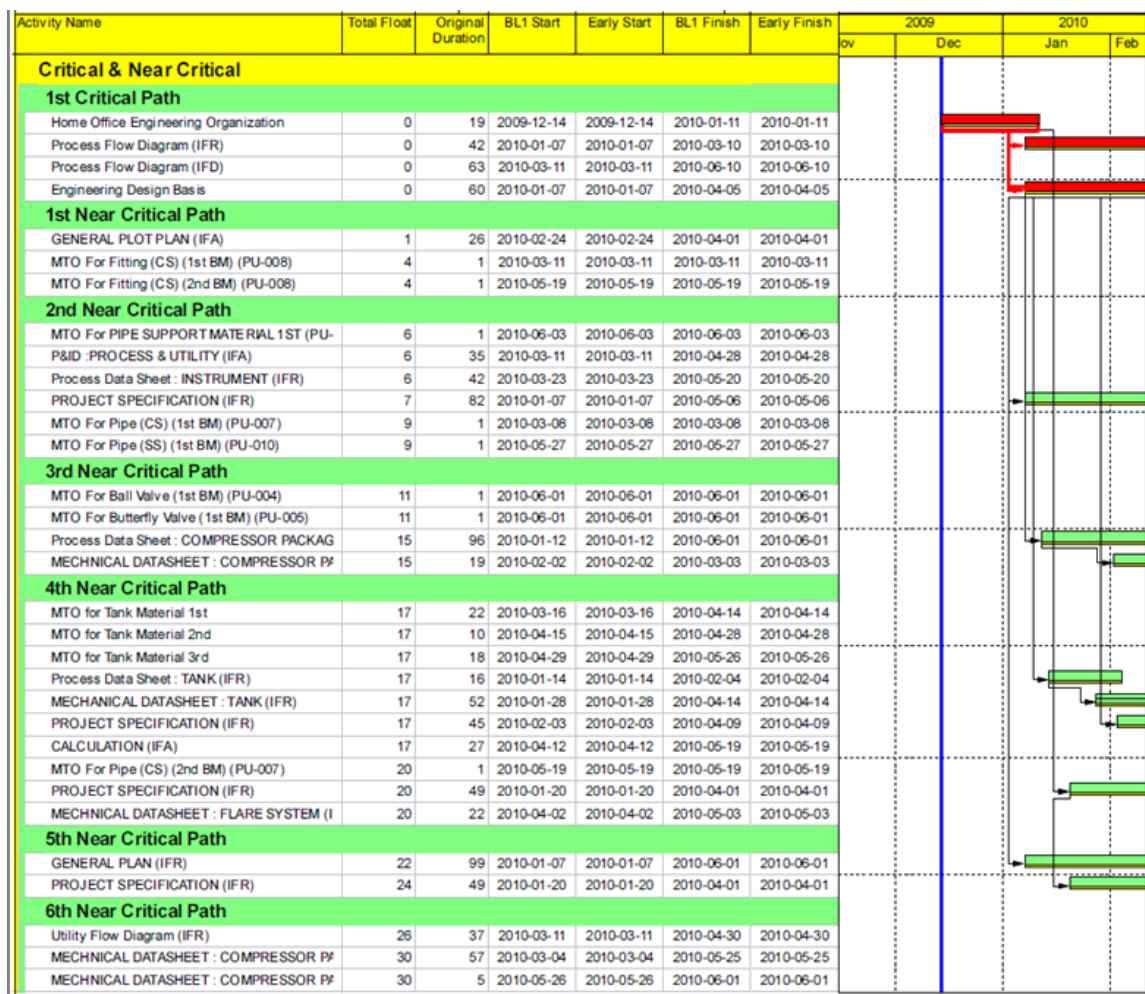 Activity Name Total Float Original Duration BL1 Start Early Start BL1 Finish Early Finish 2009 2010
ov Dec Jan Feb
Critical & Near Critical
1st Critical Path
Home Office Engineering Organization 0 19 2009-12-14 2009-12-14 2010-01-11 2010-01-11
Process Flow Diagram (IFR) 0 42 2010-01-07 2010-01-07 2010-03-10 2010-03-10
Process Flow Diagram (IFD) 0 63 2010-03-11 2010-03-11 2010-06-10 2010-06-10
Engineering Design Basis 0 60 2010-01-07 2010-01-07 2010-04-05 2010-04-05
1st Near Critical Path
GENERAL PLOT PLAN (IFA) 1 26 2010-02-24 2010-02-24 2010-04-01 2010-04-01
MTO For Fitting (CS) (1st BM) (PU-008) 4 1 2010-03-11 2010-03-11 2010-03-11 2010-03-11
MTO For Fitting (CS) (2nd BM) (PU-008) 4 1 2010-05-19 2010-05-19 2010-05-19 2010-05-19
2nd Near Critical Path
MTO For PIPE SUPPORT MATERIAL 1ST (PU- 6 1 2010-06-03 2010-06-03 2010-06-03 2010-06-03
P&ID :PROCESS & UTILITY (IFA) 6 35 2010-03-11 2010-03-11 2010-04-28 2010-04-28
Process Data Sheet : INSTRUMENT (IFR) 6 42 2010-03-23 2010-03-23 2010-05-20 2010-05-20
PROJECT SPECIFICATION (IFR) 7 82 2010-01-07 2010-01-07 2010-05-06 2010-05-06
MTO For Pipe (CS) (1st BM) (PU-007) 9 1 2010-03-08 2010-03-08 2010-03-08 2010-03-08
MTO For Pipe (SS) (1st BM) (PU-010) 9 1 2010-05-27 2010-05-27 2010-05-27 2010-05-27
3rd Near Critical Path
MTO For Ball Valve (1st BM) (PU-004) 11 1 2010-06-01 2010-06-01 2010-06-01 2010-06-01
MTO For Butterfly Valve (1st BM) (PU-005) 11 1 2010-06-01 2010-06-01 2010-06-01 2010-06-01
Process Data Sheet : COMPRESSOR PACKAG 15 96 2010-01-12 2010-01-12 2010-06-01 2010-06-01
MECHNICAL DATASHEET : COMPRESSOR PA 15 19 2010-02-02 2010-02-02 2010-03-03 2010-03-03
4th Near Critical Path
MTO for Tank Material 1st 17 22 2010-03-16 2010-03-16 2010-04-14 2010-04-14
MTO for Tank Material 2nd 17 10 2010-04-15 2010-04-15 2010-04-28 2010-04-28
MTO for Tank Material 3rd 17 18 2010-04-29 2010-04-29 2010-05-26 2010-05-26
Process Data Sheet : TANK (IFR) 17 16 2010-01-14 2010-01-14 2010-02-04 2010-02-04
MECHANICAL DATASHEET : TANK (IFR) 17 52 2010-01-28 2010-01-28 2010-04-14 2010-04-14
PROJECT SPECIFICATION (IFR) 17 45 2010-02-03 2010-02-03 2010-04-09 2010-04-09
CALCULATION (IFA) 17 27 2010-04-12 2010-04-12 2010-05-19 2010-05-19
MTO For Pipe (CS) (2nd BM) (PU-007) 20 1 2010-05-19 2010-05-19 2010-05-19 2010-05-19
PROJECT SPECIFICATION (IFR) 20 49 2010-01-20 2010-01-20 2010-04-01 2010-04-01
MECHNICAL DATASHEET : FLARE SYSTEM (I 20 22 2010-04-02 2010-04-02 2010-05-03 2010-05-03
5th Near Critical Path
GENERAL PLAN (IFR) 22 99 2010-01-07 2010-01-07 2010-06-01 2010-06-01
PROJECT SPECIFICATION (IFR) 24 49 2010-01-20 2010-01-20 2010-04-01 2010-04-01
6th Near Critical Path
Utility Flow Diagram (IFR) 26 37 2010-03-11 2010-03-11 2010-04-30 2010-04-30
MECHNICAL DATASHEET : COMPRESSOR PA 30 57 2010-03-04 2010-03-04 2010-05-25 2010-05-25
MECHNICAL DATASHEET : COMPRESSOR PA 30 5 2010-05-26 2010-05-26 2010-06-01 2010-06-01